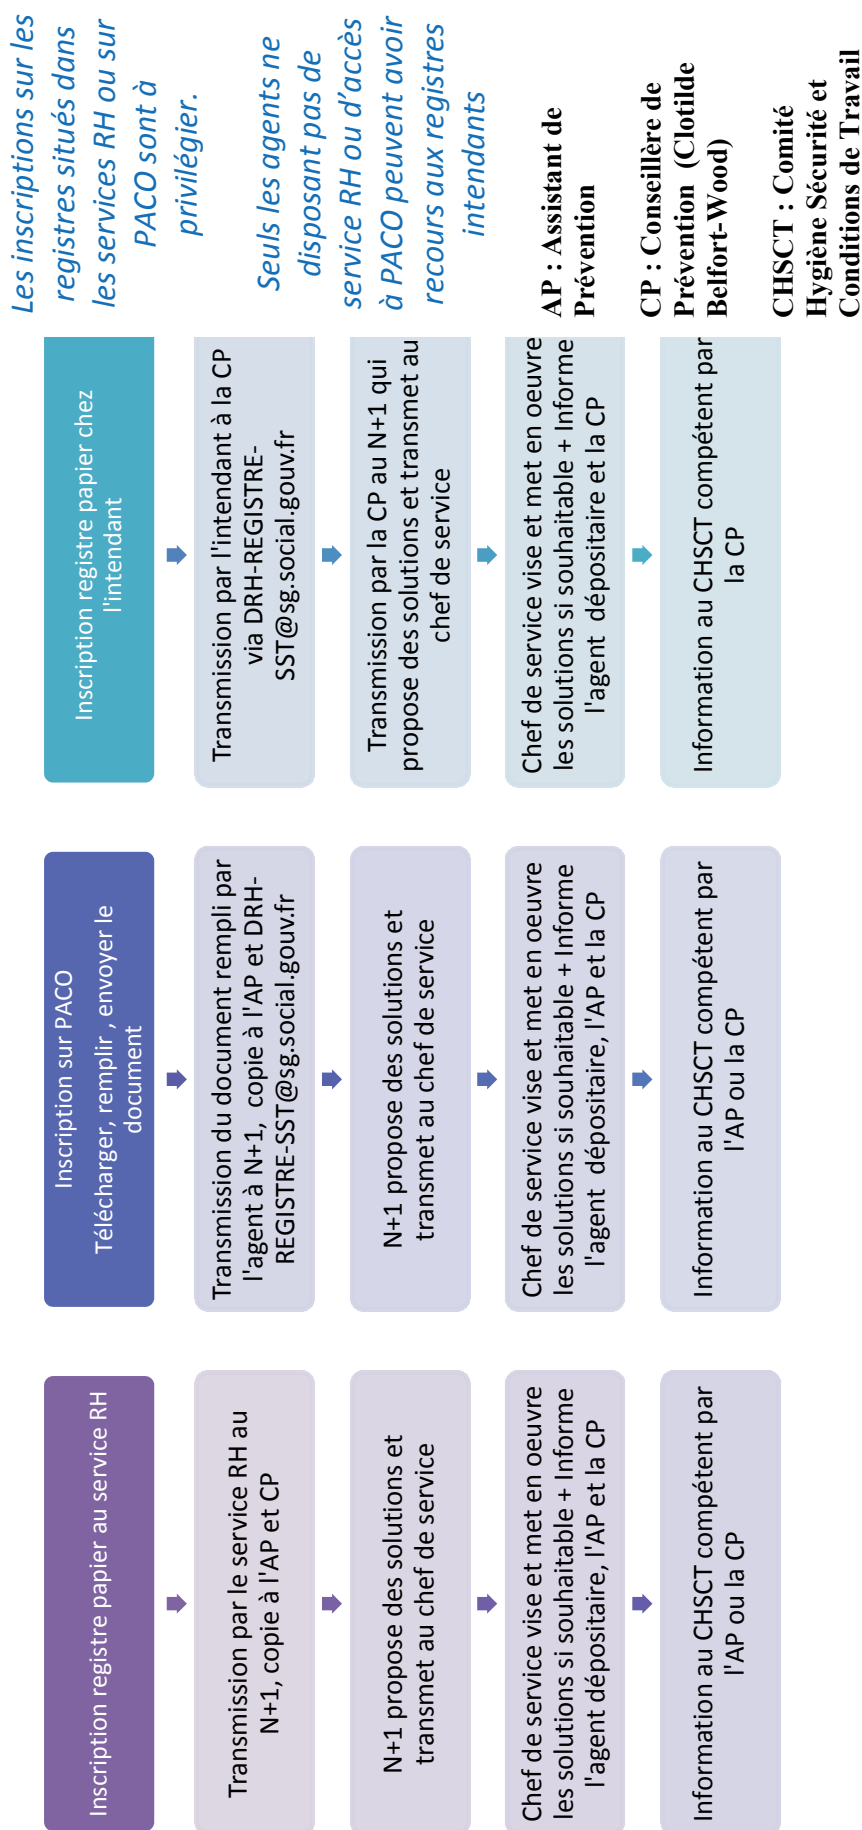 Inscription registre papier au service RH
Transmission par le service RH au
N+1, copie à l'AP et CP
N+1 propose des solutions et
transmet au chef de service
Chef de service vise et met en oeuvre
les solutions si souhaitable + Informe
l'agent dépositaire, l'AP et la CP
Information au CHSCT compétent par
l'AP ou la CP
Inscription sur PACO
Télécharger, remplir , envoyer le
document
Transmission du document rempli par
l'agent à N+1, copie à l'AP et DRH-
REGISTRE-SST@sg.social.gouv.fr
N+1 propose des solutions et
transmet au chef de service
Chef de service vise et met en oeuvre
les solutions si souhaitable + Informe
l'agent dépositaire, l'AP et la CP
Information au CHSCT compétent par
l'AP ou la CP
Inscription registre papier chez
l'intendant
Transmission par l'intendant à la CP
via DRH-REGISTRE-
SST@sg.social.gouv.fr
Transmission par la CP au N+1 qui
propose des solutions et transmet au
chef de service
Chef de service vise et met en oeuvre
les solutions si souhaitable + Informe
l'agent dépositaire et la CP
Information au CHSCT compétent par
la CP
Les inscriptions sur les
registres situés dans
les services RH ou sur
PACO sont à
privilégier.
Seuls les agents ne
disposant pas de
service RH ou d'accès
à PACO peuvent avoir
recours aux registres
intendants
AP : Assistant de
Prévention
CP : Conseillère de
Prévention (Clotilde
Belfort-Wood)
CHSCT : Comité
Hygiène Sécurité et
Conditions de Travail